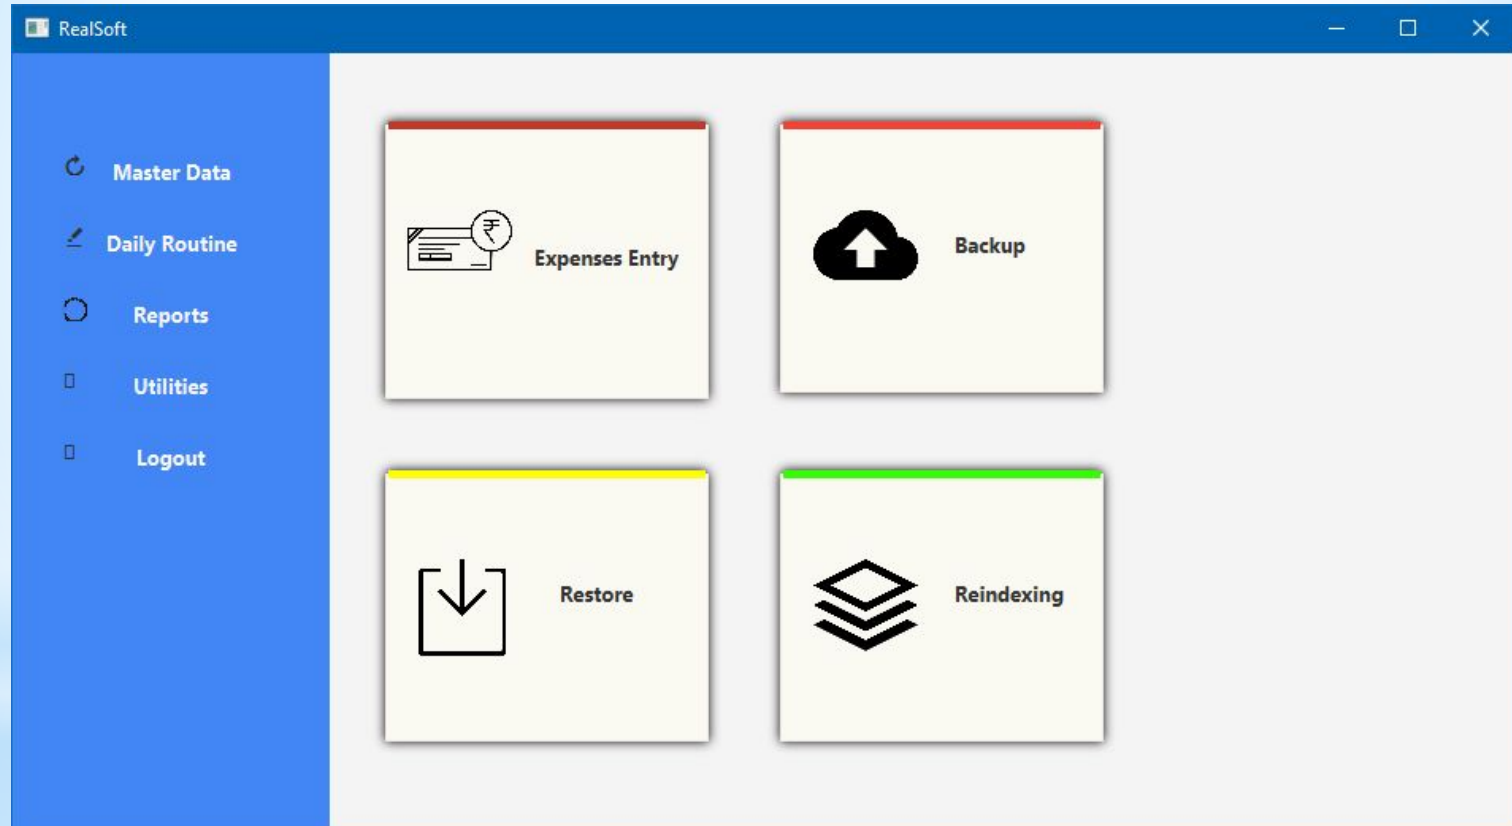 RealSoft
Master Data
Daily Routine
Reports
Utilities
Logout
₹
Expenses Entry
Backup
Restore
Reindexing